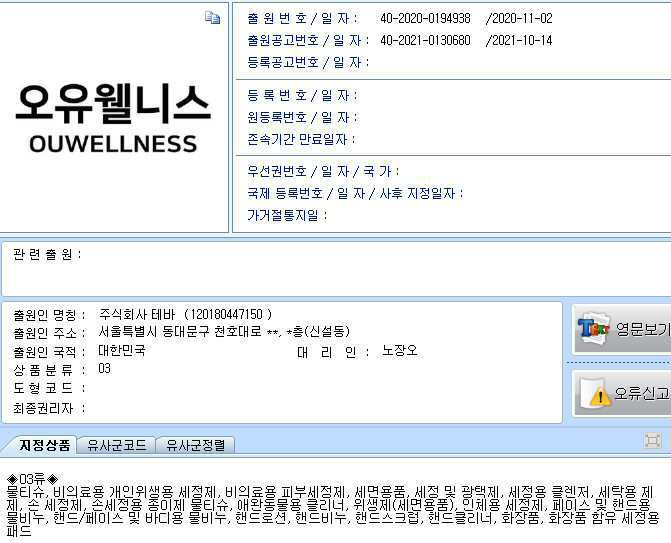 오유웰니스
OUWELLNESS
출 원 번 호 / 일 자 : 40-2020-0194938 /2020-11-02
출원공고번호 / 일 자 : 40-2021-0130680 /2021-10-14
등록공고번호 / 일 자 :
등 록 번 호 / 일 자 :
원등록번호 / 일 자 :
존속기간 만료일자 :
우선권번호 / 일 자 / 국 가 :
국제 등록번호 / 일 자 / 사후 지정일자 :
가거절통지일 :
관 련 출 원 :
출원인 명칭 : 주식회사 테바 (120180447150 )
출원인 주소 : 서울특별시 동대문구 천호대로 **, *층(신설동)
출원인 국적 : 대한민국 대 리 인 : 노장오
상 품 분 류 : 03
도 형 코 드 :
최종권리자 :
영문보기
오류신고
지정상품 유사군코드 유사군정렬
◈03류◈
물티슈, 비의료용 개인위생용 세정제, 비의료용 피부세정제, 세면용품, 세정 및 광택제, 세정용 클렌저, 세탁용 제
제, 손 세정제, 손세정용 종이제 물티슈, 애완동물용 크리너, 위생제(세면용품), 인체용 세정제, 페이스 및 핸드용
물비누, 핸드/페이스 및 바디용 물비누, 핸드로션, 핸드비누, 핸드스크럽, 핸드클리너, 화장품, 화장품 함유 세정용
패드